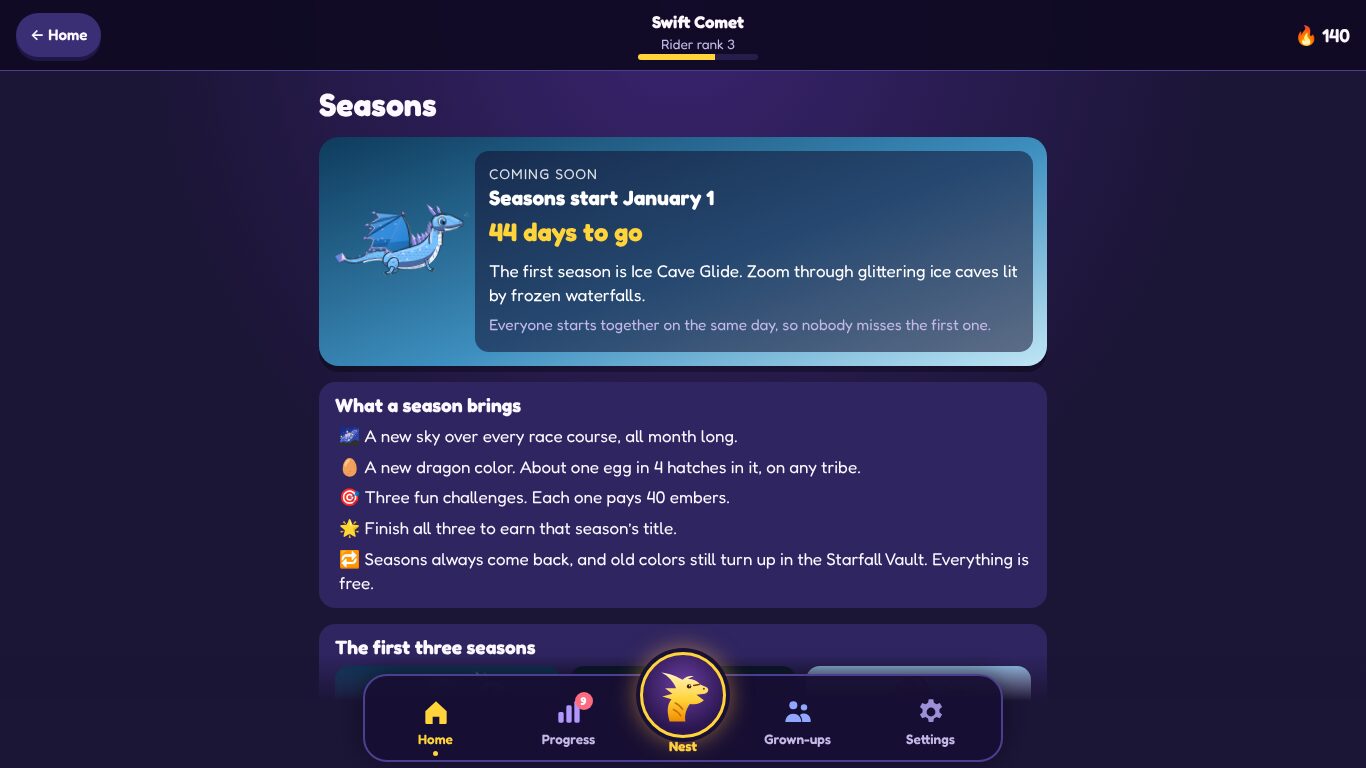 ← Home
Swift Comet
Rider rank 3
140
Seasons
COMING SOON
Seasons start January 1
44 days to go
The first season is Ice Cave Glide. Zoom through glittering ice caves lit
by frozen waterfalls.
Everyone starts together on the same day, so nobody misses the first one.
What a season brings
A new sky over every race course, all month long.
A new dragon color. About one egg in 4 hatches in it, on any tribe.
Three fun challenges. Each one pays 40 embers.
Finish all three to earn that season's title.
Seasons always come back, and old colors still turn up in the Starfall Vault. Everything is
free.
The first three seasons
Home
9
Progress
Nest
Grown-ups
Settings